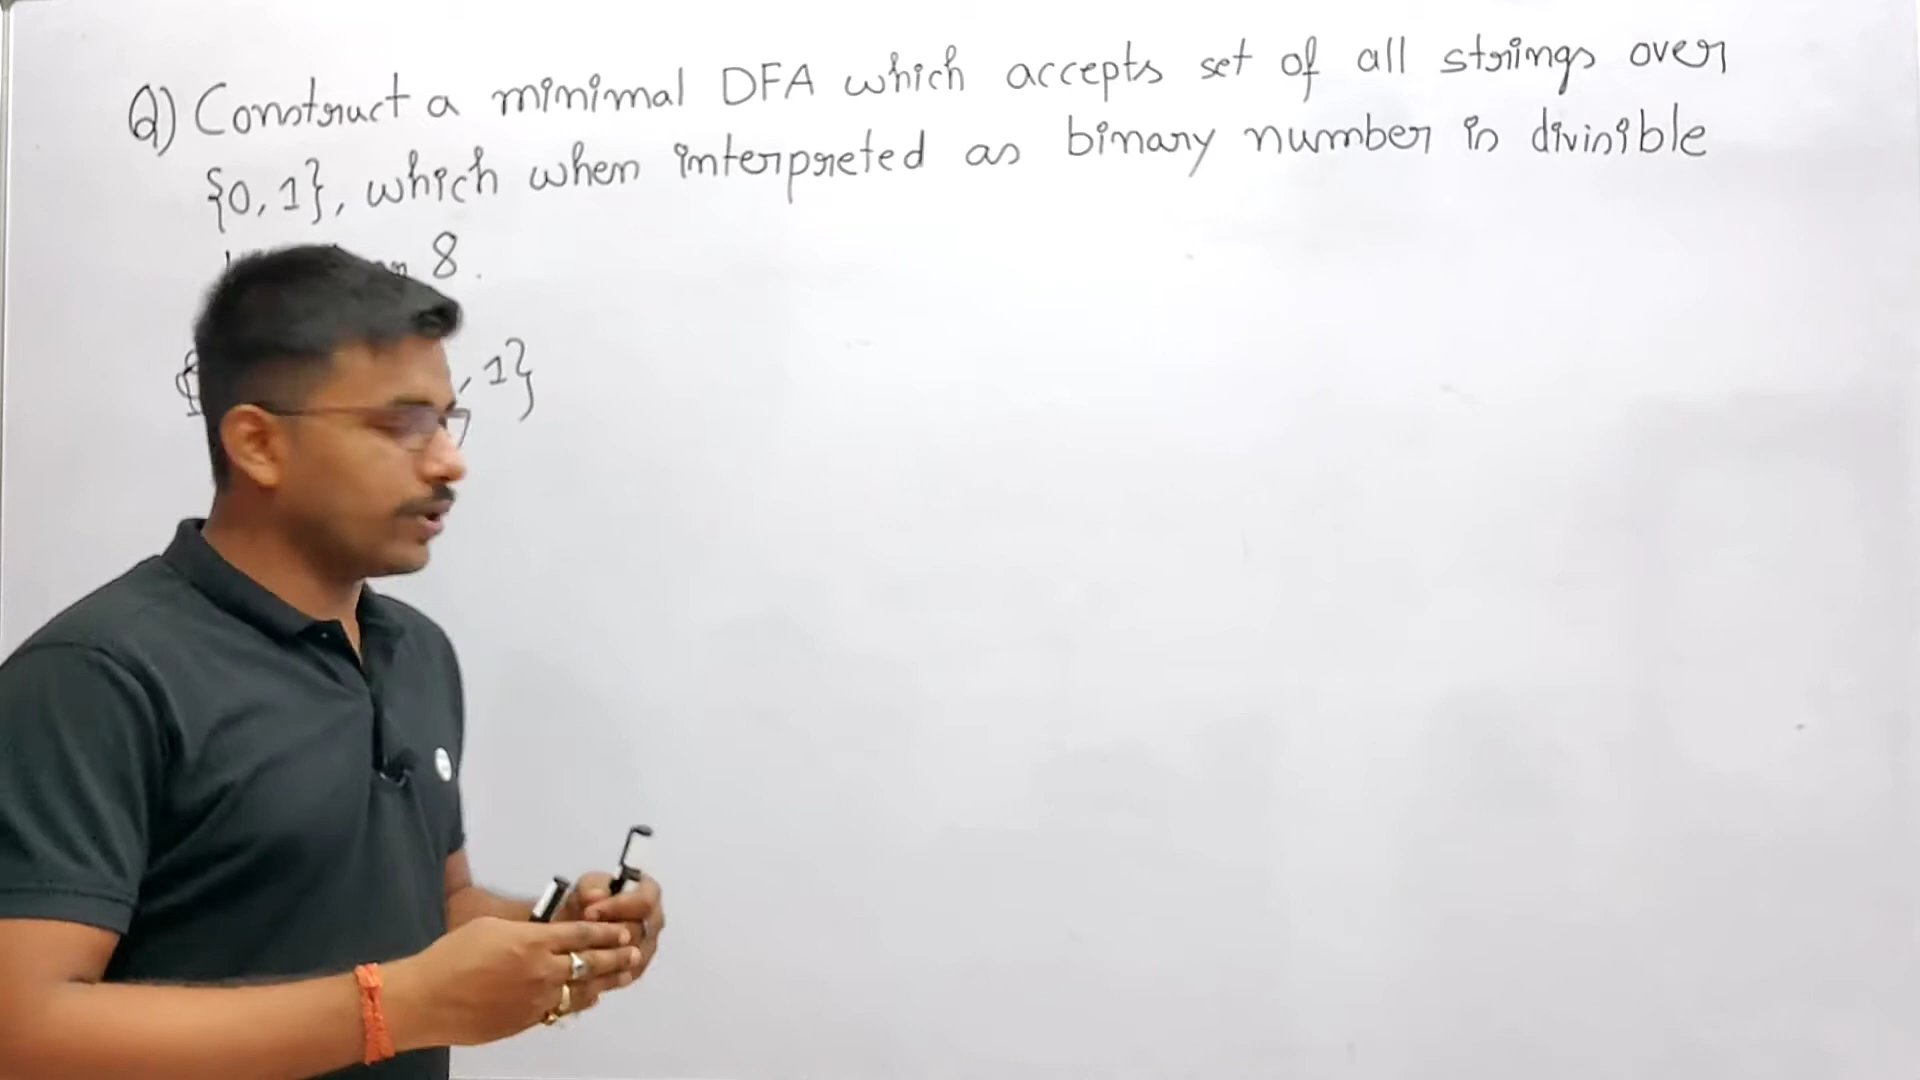 Q) Construct a minimal DFA which accepts set of all strings over
{0, 1}, which when interpreted as binary number is divisible
8.
, 1}